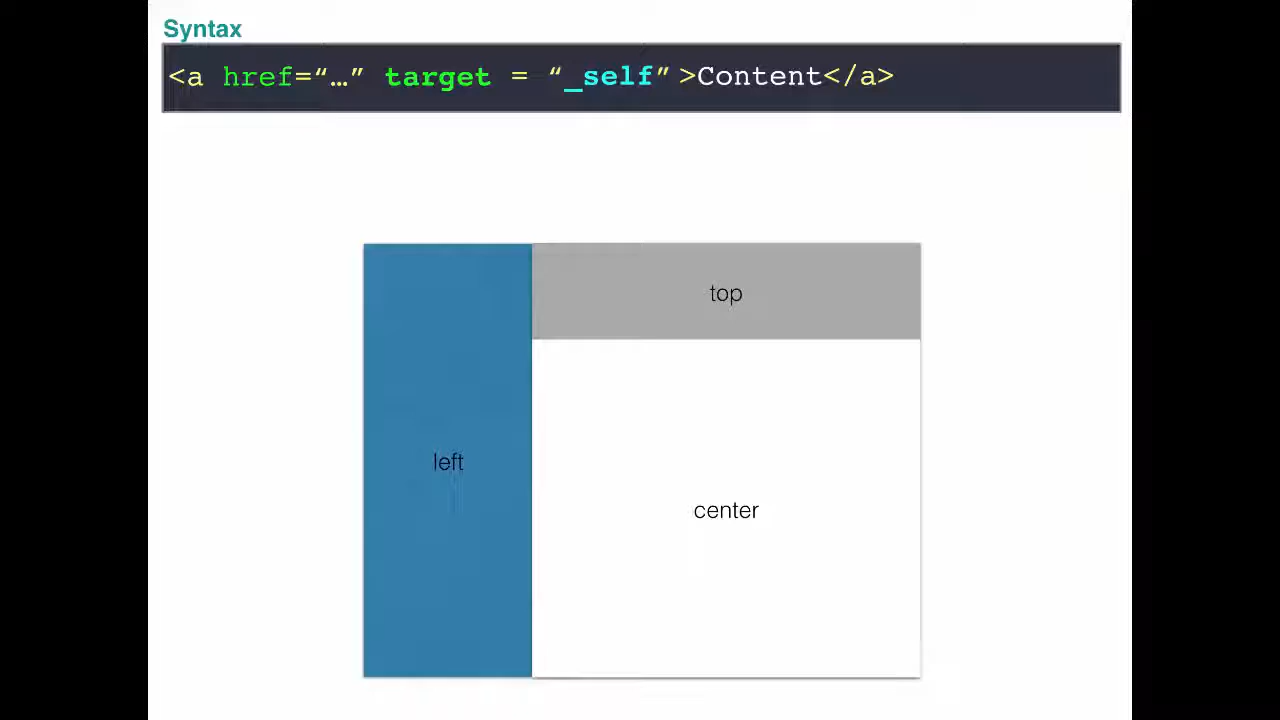 Syntax
<a href=“…” target = “_self” >Content</a>
top
left
center